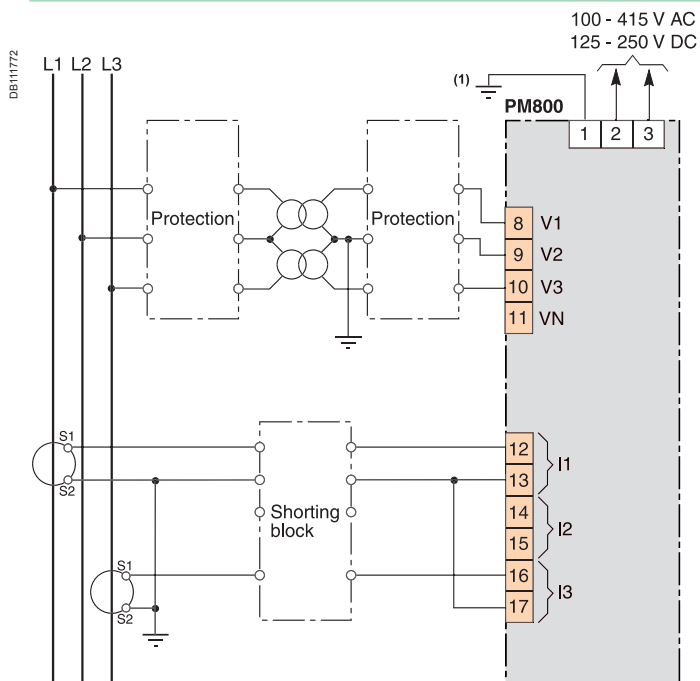 100 - 415 V AC
125 - 250 V DC
DB111772
L1 L2 L3
(1)
PM800
1 2 3
Protection
Protection
8 V1
9 V2
10 V3
11 VN
S1
S2
12
13
I1
Shorting
block
14
15
I2
S1
S2
16
17
I3